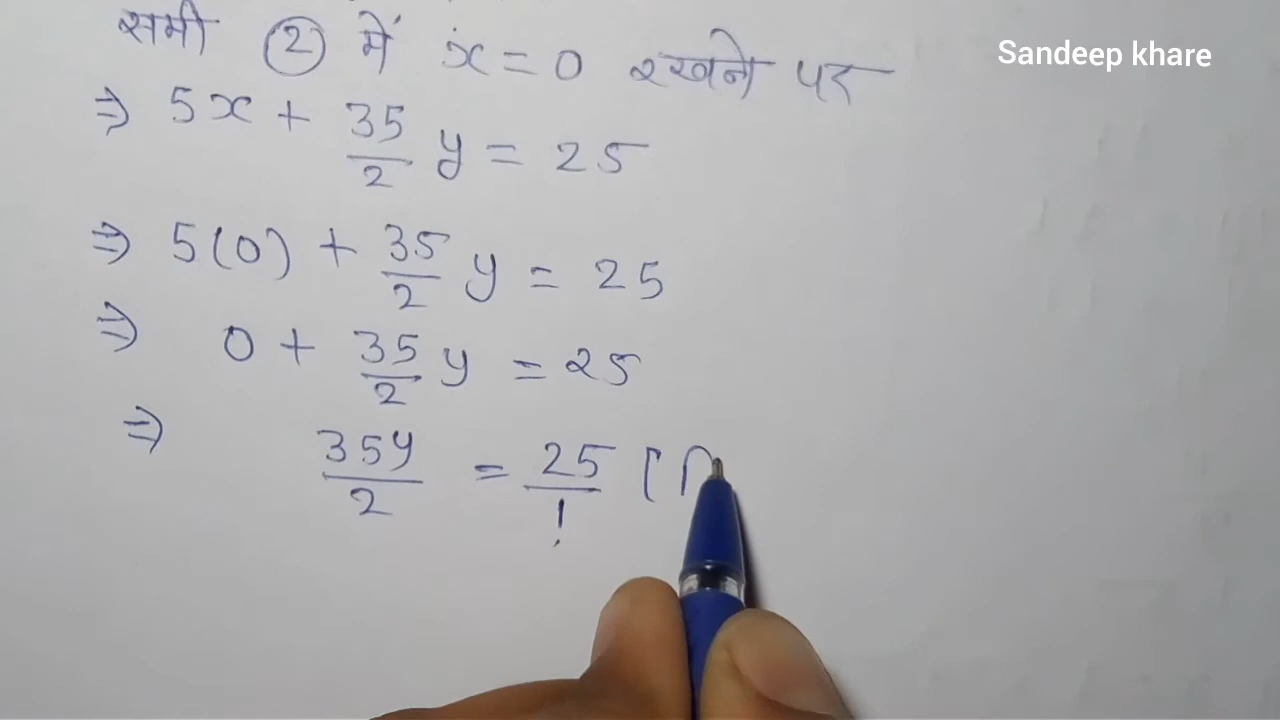 समी ② में x = 0 रखने पर
Sandeep khare
⇒ 5x + 35/2 y = 25
⇒ 5(0) + 35/2 y = 25
⇒ 0 + 35/2 y = 25
⇒ 35y/2 = 25/1 [